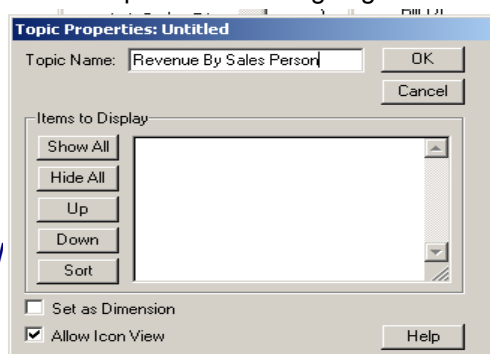 Topic Properties: Untitled
Topic Name: Revenue By Sales Person OK
Cancel
Items to Display
Show All
Hide All
Up
Down
Sort
Set as Dimension
Allow Icon View Help